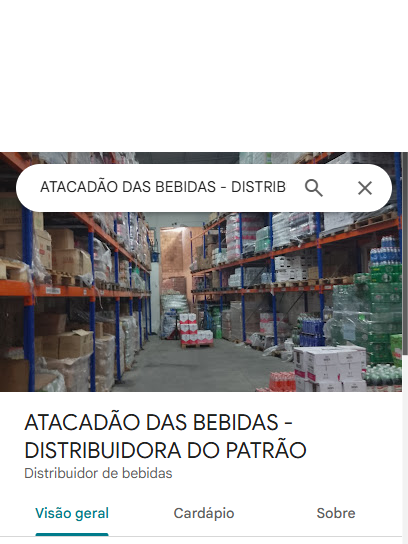 ATACADÃO DAS BEBIDAS - DISTRIB
ATACADÃO DAS BEBIDAS -
DISTRIBUIDORA DO PATRÃO
Distribuidor de bebidas
Visão geral
Cardápio
Sobre